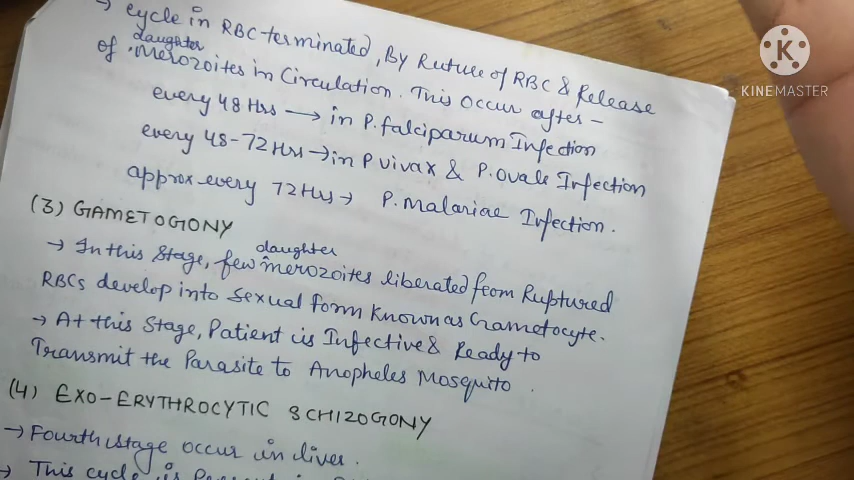 → cycle in RBC terminated, By Ruture of RBC & Release
of daughter merozoites in Circulation. This occur after -
every 48 Hrs → in P. falciparum Infection
every 48-72 Hrs → in P vivax & P. ovale Infection
approx. every 72 Hrs → P. Malariae Infection.
(3) GAMETOGONY
→ In this Stage, few daughter merozoites liberated from Ruptured
RBCs develop into sexual form known as Gametocyte.
→ At this Stage, Patient is Infective & Ready to
Transmit the Parasite to Anopheles Mosquito.
(4) EXO-ERYTHROCYTIC SCHIZOGONY
→ Fourth stage occur in liver.
→ This cycle is
KINEMASTER